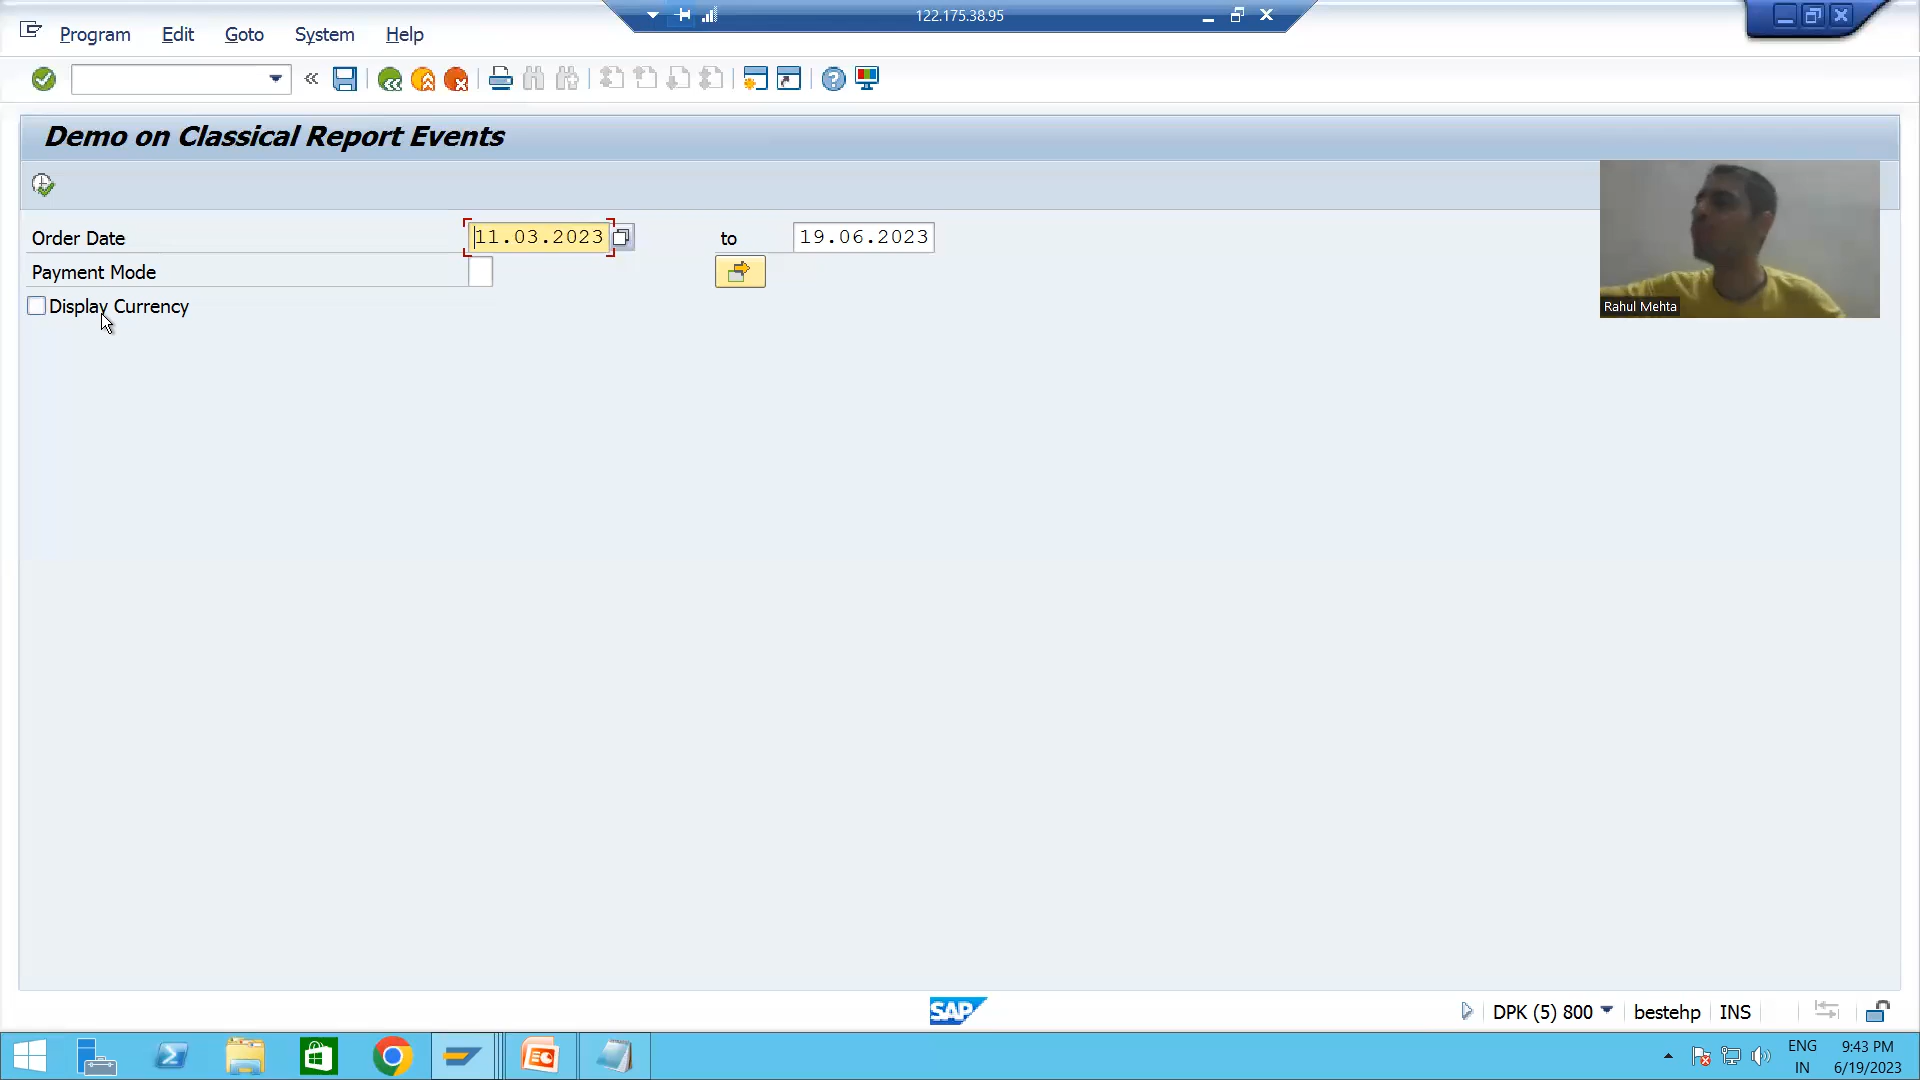 122.175.38.95
Program Edit Goto System Help
Demo on Classical Report Events
Order Date 11.03.2023 to 19.06.2023
Payment Mode
Display Currency
Rahul Mehta
SAP DPK (5) 800 bestehp INS
ENG 9:43 PM
IN 6/19/2023